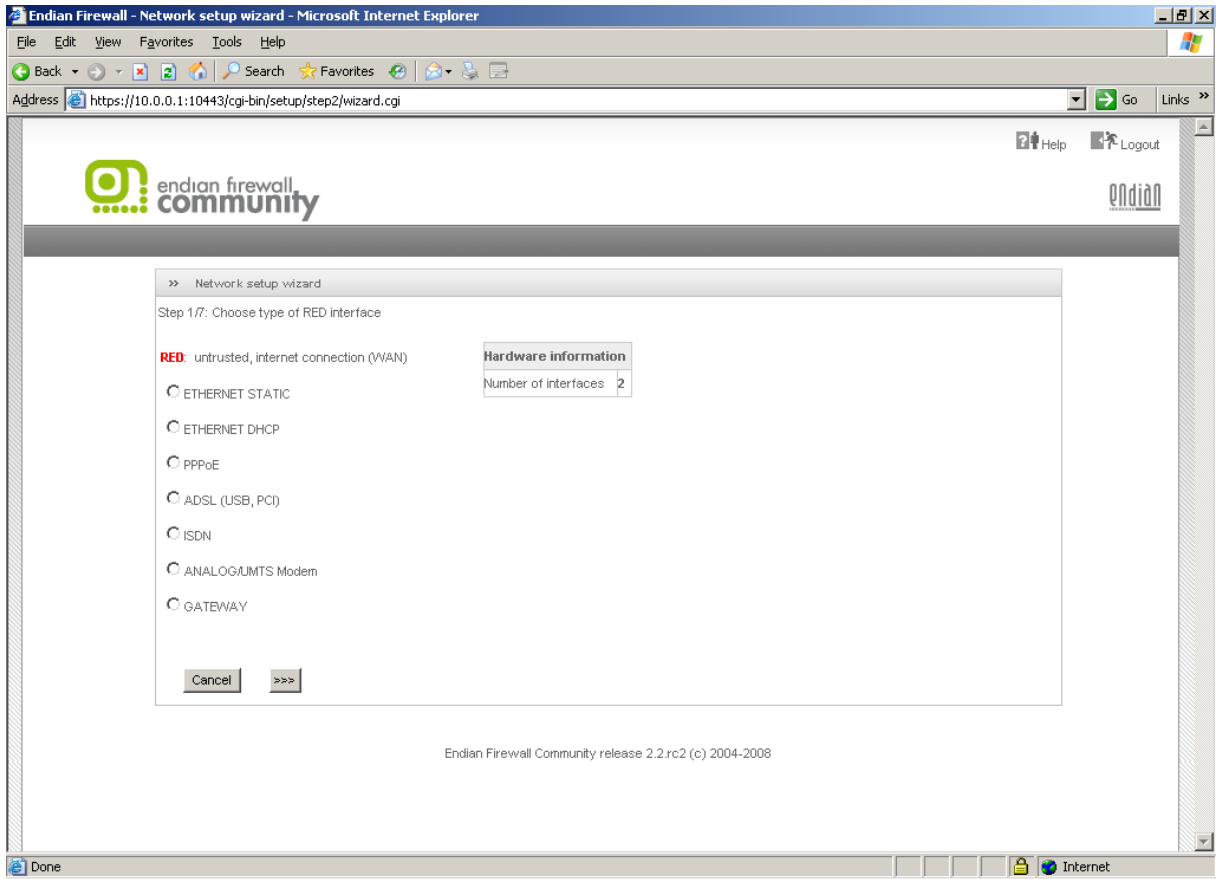 Endian Firewall - Network setup wizard - Microsoft Internet Explorer
File Edit View Favorites Tools Help
Back Search Favorites
Address https://10.0.0.1:10443/cgi-bin/setup/step2/wizard.cgi Go Links »
Help Logout
endian firewall
community
endian
>> Network setup wizard
Step 1/7: Choose type of RED interface
RED: untrusted, internet connection (WAN)
Hardware information
Number of interfaces 2
ETHERNET STATIC
ETHERNET DHCP
PPPoE
ADSL (USB, PCI)
ISDN
ANALOG/UMTS Modem
GATEWAY
Cancel >>>
Endian Firewall Community release 2.2.rc2 (c) 2004-2008
Done Internet